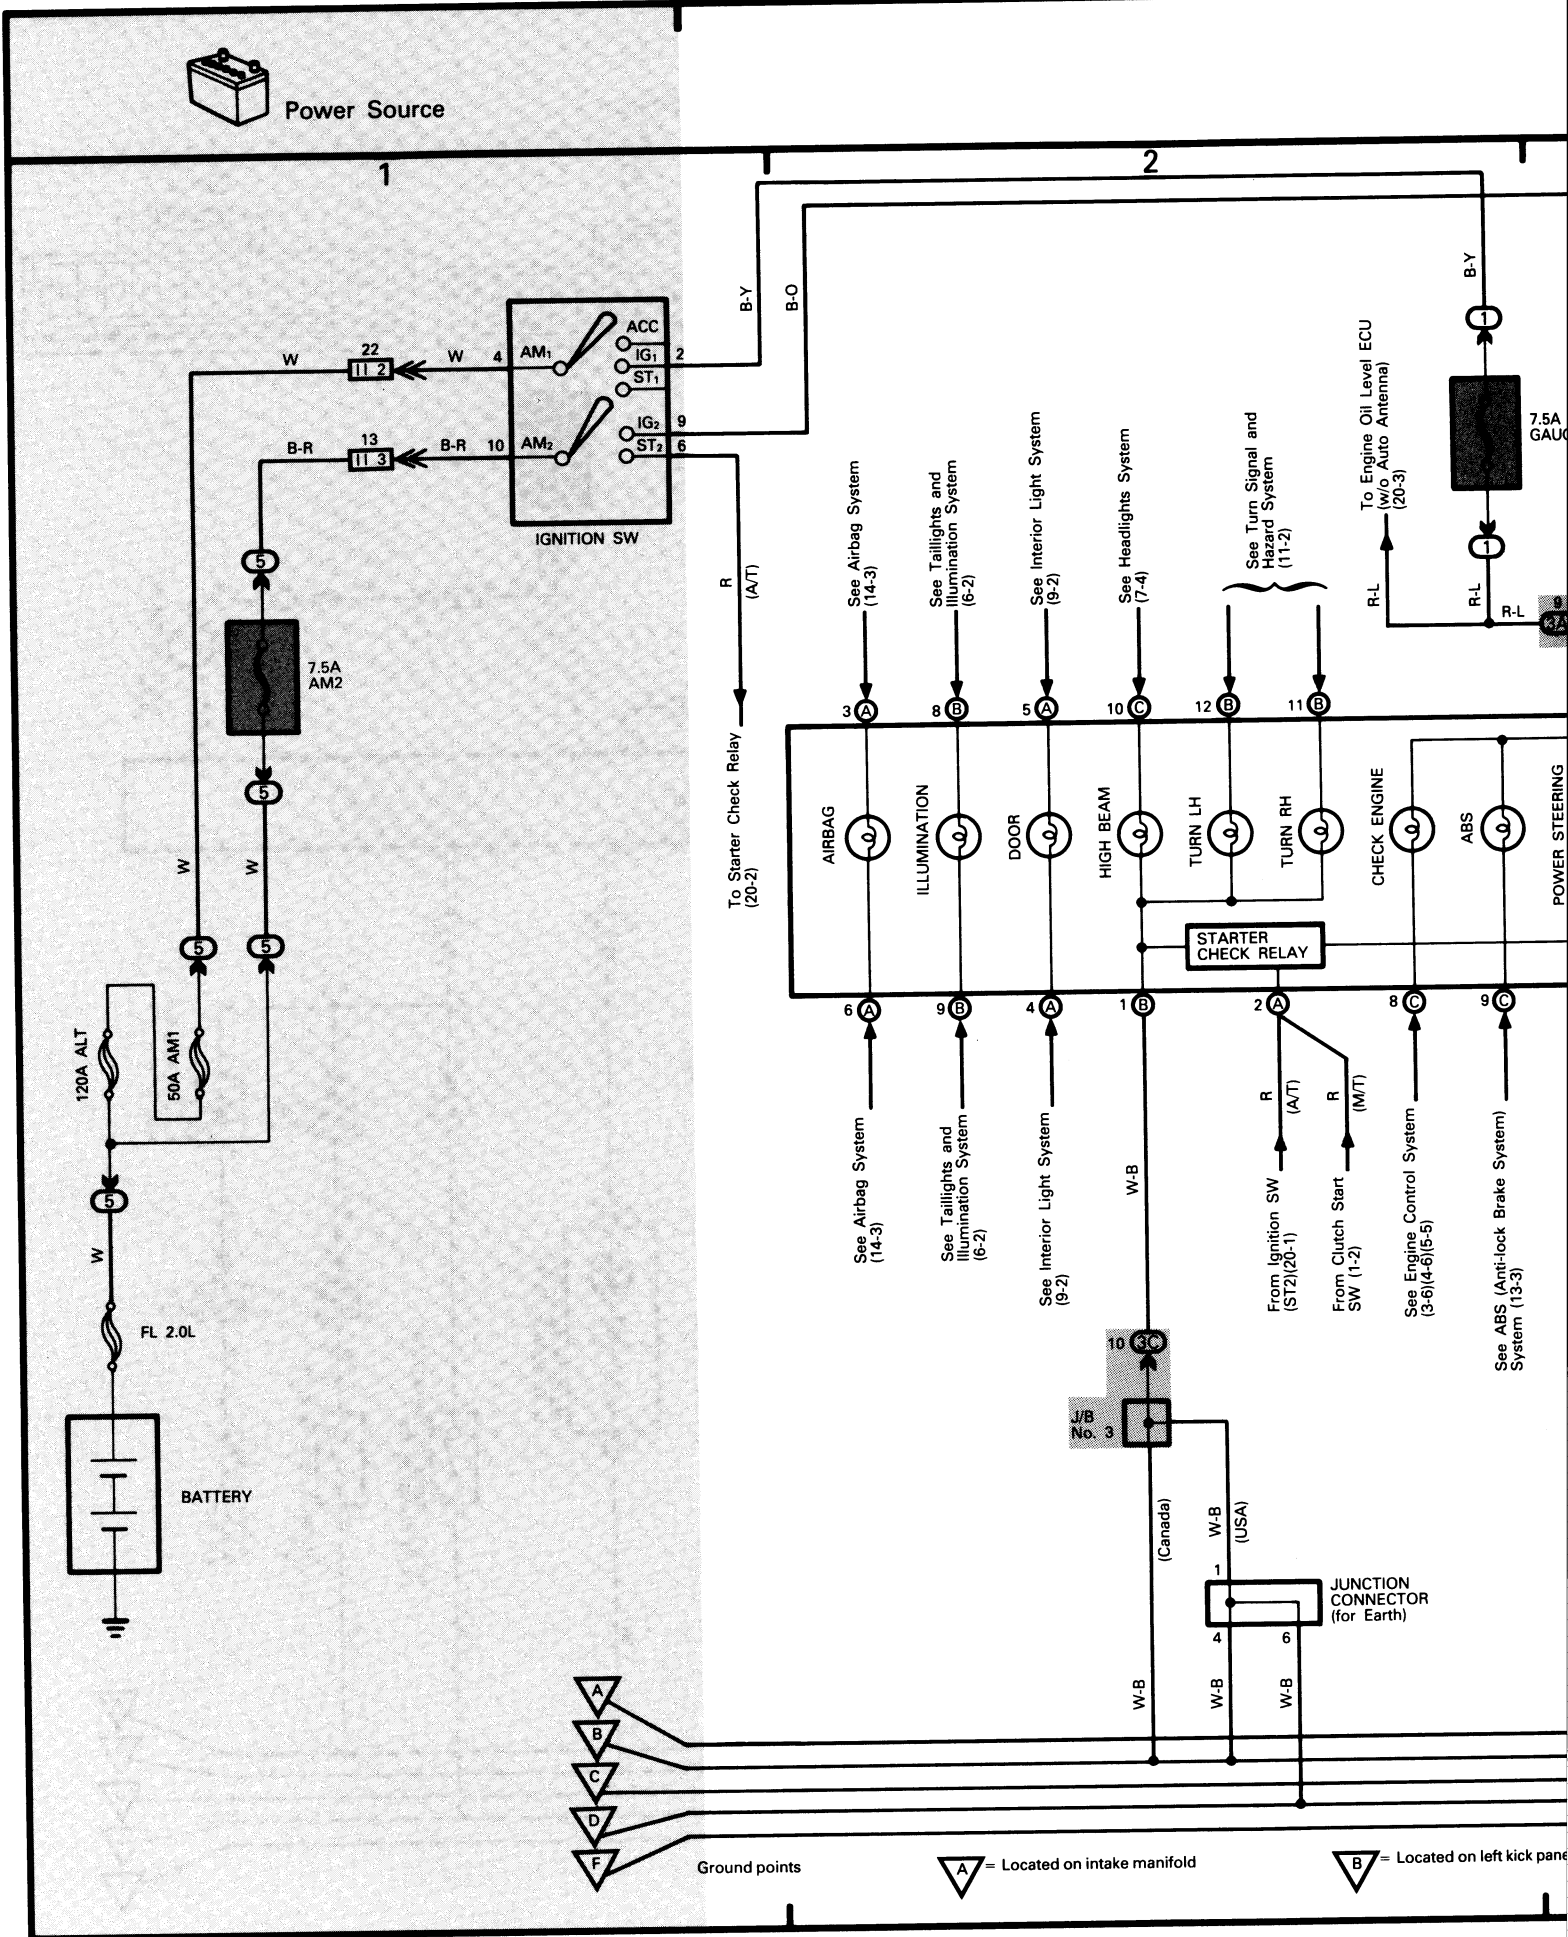 Power Source
1
2
B-Y
B-O
B-Y
1
To Engine Oil Level ECU
(w/o Auto Antenna)
(20-3)
7.5A
1
R-L
R-L
R-L
9
3A
W
22
II 2
W
4
AM1
ACC
IG1
2
ST1
B-R
13
II 3
B-R
10
AM2
IG2
9
ST2
6
IGNITION SW
R
(A/T)
To Starter Check Relay
(20-2)
5
7.5A
AM2
5
W
W
5
5
120A ALT
50A AM1
5
W
FL 2.0L
BATTERY
See Airbag System
(14-3)
See Taillights and
Illumination System
(6-2)
See Interior Light System
(9-2)
See Headlights System
(7-4)
See Turn Signal and
Hazard System
(11-2)
3 A
8 B
5 A
10 C
12 B
11 B
AIRBAG
ILLUMINATION
DOOR
HIGH BEAM
TURN LH
TURN RH
CHECK ENGINE
ABS
POWER STEERING
STARTER
CHECK RELAY
6 A
9 B
4 A
1 B
2 A
8 C
9 C
See Airbag System
(14-3)
See Taillights and
Illumination System
(6-2)
See Interior Light System
(9-2)
W-B
R
(A/T)
R
(M/T)
From Ignition SW
(ST2)(20-1)
From Clutch Start
SW (1-2)
See Engine Control System
(3-6)(4-6)(5-5)
See ABS (Anti-lock Brake System)
System (13-3)
10 3C
J/B
No. 3
(Canada)
W-B
(USA)
1
JUNCTION
CONNECTOR
(for Earth)
4
6
W-B
W-B
W-B
A
B
C
D
F
Ground points
A = Located on intake manifold
B = Located on left kick